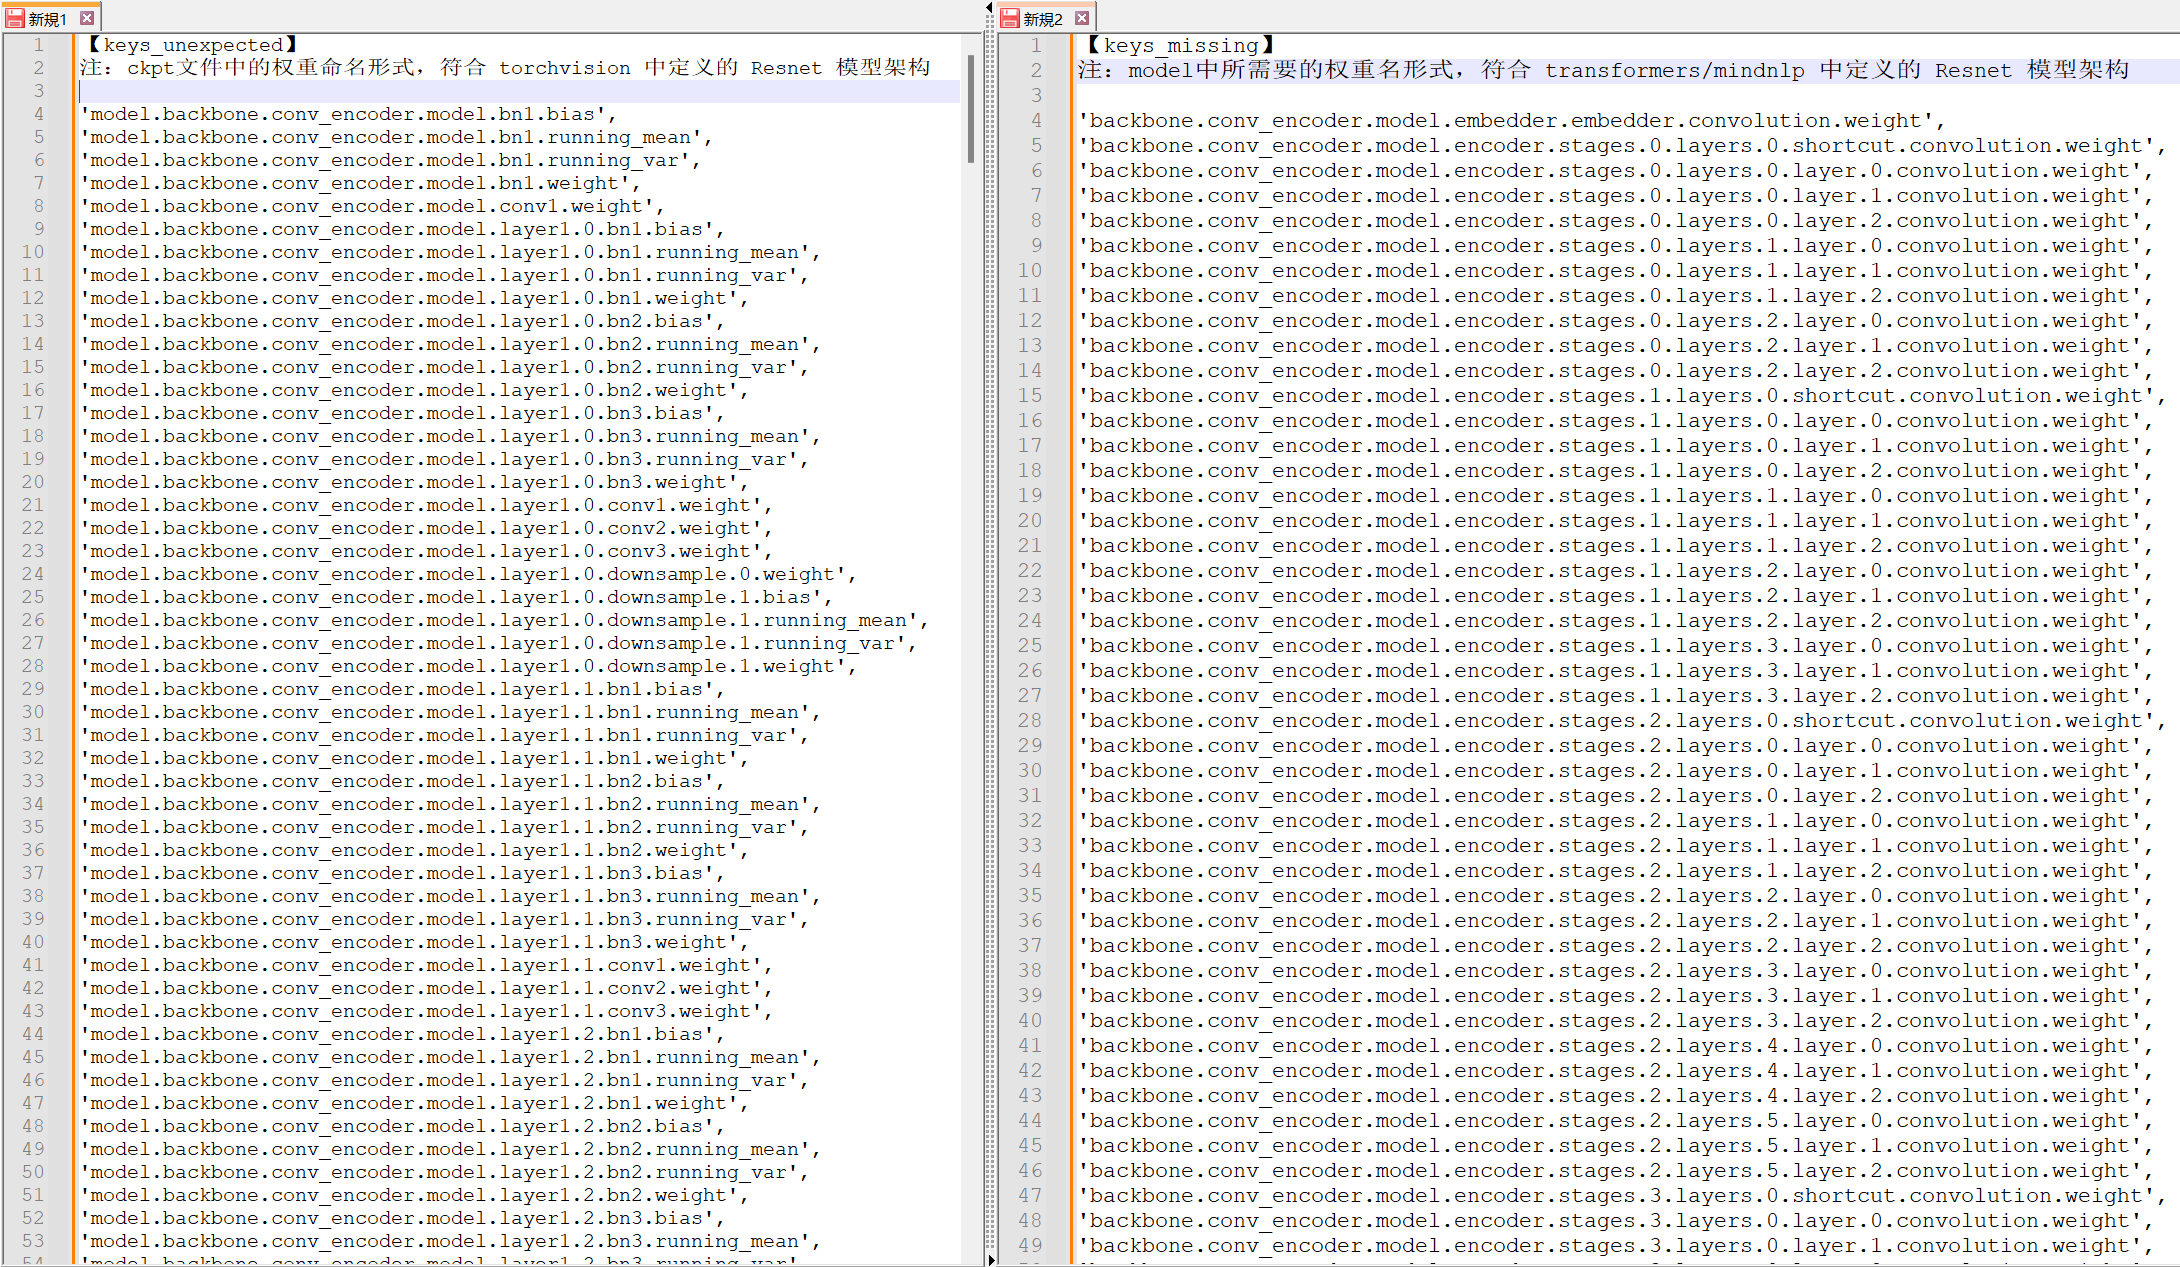 新規1
1 【keys_unexpected】
2 注：ckpt文件中的权重命名形式，符合 torchvision 中定义的 Resnet 模型架构
3
4 'model.backbone.conv_encoder.model.bn1.bias',
5 'model.backbone.conv_encoder.model.bn1.running_mean',
6 'model.backbone.conv_encoder.model.bn1.running_var',
7 'model.backbone.conv_encoder.model.bn1.weight',
8 'model.backbone.conv_encoder.model.conv1.weight',
9 'model.backbone.conv_encoder.model.layer1.0.bn1.bias',
10 'model.backbone.conv_encoder.model.layer1.0.bn1.running_mean',
11 'model.backbone.conv_encoder.model.layer1.0.bn1.running_var',
12 'model.backbone.conv_encoder.model.layer1.0.bn1.weight',
13 'model.backbone.conv_encoder.model.layer1.0.bn2.bias',
14 'model.backbone.conv_encoder.model.layer1.0.bn2.running_mean',
15 'model.backbone.conv_encoder.model.layer1.0.bn2.running_var',
16 'model.backbone.conv_encoder.model.layer1.0.bn2.weight',
17 'model.backbone.conv_encoder.model.layer1.0.bn3.bias',
18 'model.backbone.conv_encoder.model.layer1.0.bn3.running_mean',
19 'model.backbone.conv_encoder.model.layer1.0.bn3.running_var',
20 'model.backbone.conv_encoder.model.layer1.0.bn3.weight',
21 'model.backbone.conv_encoder.model.layer1.0.conv1.weight',
22 'model.backbone.conv_encoder.model.layer1.0.conv2.weight',
23 'model.backbone.conv_encoder.model.layer1.0.conv3.weight',
24 'model.backbone.conv_encoder.model.layer1.0.downsample.0.weight',
25 'model.backbone.conv_encoder.model.layer1.0.downsample.1.bias',
26 'model.backbone.conv_encoder.model.layer1.0.downsample.1.running_mean',
27 'model.backbone.conv_encoder.model.layer1.0.downsample.1.running_var',
28 'model.backbone.conv_encoder.model.layer1.0.downsample.1.weight',
29 'model.backbone.conv_encoder.model.layer1.1.bn1.bias',
30 'model.backbone.conv_encoder.model.layer1.1.bn1.running_mean',
31 'model.backbone.conv_encoder.model.layer1.1.bn1.running_var',
32 'model.backbone.conv_encoder.model.layer1.1.bn1.weight',
33 'model.backbone.conv_encoder.model.layer1.1.bn2.bias',
34 'model.backbone.conv_encoder.model.layer1.1.bn2.running_mean',
35 'model.backbone.conv_encoder.model.layer1.1.bn2.running_var',
36 'model.backbone.conv_encoder.model.layer1.1.bn2.weight',
37 'model.backbone.conv_encoder.model.layer1.1.bn3.bias',
38 'model.backbone.conv_encoder.model.layer1.1.bn3.running_mean',
39 'model.backbone.conv_encoder.model.layer1.1.bn3.running_var',
40 'model.backbone.conv_encoder.model.layer1.1.bn3.weight',
41 'model.backbone.conv_encoder.model.layer1.1.conv1.weight',
42 'model.backbone.conv_encoder.model.layer1.1.conv2.weight',
43 'model.backbone.conv_encoder.model.layer1.1.conv3.weight',
44 'model.backbone.conv_encoder.model.layer1.2.bn1.bias',
45 'model.backbone.conv_encoder.model.layer1.2.bn1.running_mean',
46 'model.backbone.conv_encoder.model.layer1.2.bn1.running_var',
47 'model.backbone.conv_encoder.model.layer1.2.bn1.weight',
48 'model.backbone.conv_encoder.model.layer1.2.bn2.bias',
49 'model.backbone.conv_encoder.model.layer1.2.bn2.running_mean',
50 'model.backbone.conv_encoder.model.layer1.2.bn2.running_var',
51 'model.backbone.conv_encoder.model.layer1.2.bn2.weight',
52 'model.backbone.conv_encoder.model.layer1.2.bn3.bias',
53 'model.backbone.conv_encoder.model.layer1.2.bn3.running_mean',
54 'model.backbone.conv_encoder.model.layer1.2.bn3.running_var'
新規2
1 【keys_missing】
2 注：model中所需要的权重名形式，符合 transformers/mindnlp 中定义的 Resnet 模型架构
3
4 'backbone.conv_encoder.model.embedder.embedder.convolution.weight',
5 'backbone.conv_encoder.model.encoder.stages.0.layers.0.shortcut.convolution.weight',
6 'backbone.conv_encoder.model.encoder.stages.0.layers.0.layer.0.convolution.weight',
7 'backbone.conv_encoder.model.encoder.stages.0.layers.0.layer.1.convolution.weight',
8 'backbone.conv_encoder.model.encoder.stages.0.layers.0.layer.2.convolution.weight',
9 'backbone.conv_encoder.model.encoder.stages.0.layers.1.layer.0.convolution.weight',
10 'backbone.conv_encoder.model.encoder.stages.0.layers.1.layer.1.convolution.weight',
11 'backbone.conv_encoder.model.encoder.stages.0.layers.1.layer.2.convolution.weight',
12 'backbone.conv_encoder.model.encoder.stages.0.layers.2.layer.0.convolution.weight',
13 'backbone.conv_encoder.model.encoder.stages.0.layers.2.layer.1.convolution.weight',
14 'backbone.conv_encoder.model.encoder.stages.0.layers.2.layer.2.convolution.weight',
15 'backbone.conv_encoder.model.encoder.stages.1.layers.0.shortcut.convolution.weight',
16 'backbone.conv_encoder.model.encoder.stages.1.layers.0.layer.0.convolution.weight',
17 'backbone.conv_encoder.model.encoder.stages.1.layers.0.layer.1.convolution.weight',
18 'backbone.conv_encoder.model.encoder.stages.1.layers.0.layer.2.convolution.weight',
19 'backbone.conv_encoder.model.encoder.stages.1.layers.1.layer.0.convolution.weight',
20 'backbone.conv_encoder.model.encoder.stages.1.layers.1.layer.1.convolution.weight',
21 'backbone.conv_encoder.model.encoder.stages.1.layers.1.layer.2.convolution.weight',
22 'backbone.conv_encoder.model.encoder.stages.1.layers.2.layer.0.convolution.weight',
23 'backbone.conv_encoder.model.encoder.stages.1.layers.2.layer.1.convolution.weight',
24 'backbone.conv_encoder.model.encoder.stages.1.layers.2.layer.2.convolution.weight',
25 'backbone.conv_encoder.model.encoder.stages.1.layers.3.layer.0.convolution.weight',
26 'backbone.conv_encoder.model.encoder.stages.1.layers.3.layer.1.convolution.weight',
27 'backbone.conv_encoder.model.encoder.stages.1.layers.3.layer.2.convolution.weight',
28 'backbone.conv_encoder.model.encoder.stages.2.layers.0.shortcut.convolution.weight',
29 'backbone.conv_encoder.model.encoder.stages.2.layers.0.layer.0.convolution.weight',
30 'backbone.conv_encoder.model.encoder.stages.2.layers.0.layer.1.convolution.weight',
31 'backbone.conv_encoder.model.encoder.stages.2.layers.0.layer.2.convolution.weight',
32 'backbone.conv_encoder.model.encoder.stages.2.layers.1.layer.0.convolution.weight',
33 'backbone.conv_encoder.model.encoder.stages.2.layers.1.layer.1.convolution.weight',
34 'backbone.conv_encoder.model.encoder.stages.2.layers.1.layer.2.convolution.weight',
35 'backbone.conv_encoder.model.encoder.stages.2.layers.2.layer.0.convolution.weight',
36 'backbone.conv_encoder.model.encoder.stages.2.layers.2.layer.1.convolution.weight',
37 'backbone.conv_encoder.model.encoder.stages.2.layers.2.layer.2.convolution.weight',
38 'backbone.conv_encoder.model.encoder.stages.2.layers.3.layer.0.convolution.weight',
39 'backbone.conv_encoder.model.encoder.stages.2.layers.3.layer.1.convolution.weight',
40 'backbone.conv_encoder.model.encoder.stages.2.layers.3.layer.2.convolution.weight',
41 'backbone.conv_encoder.model.encoder.stages.2.layers.4.layer.0.convolution.weight',
42 'backbone.conv_encoder.model.encoder.stages.2.layers.4.layer.1.convolution.weight',
43 'backbone.conv_encoder.model.encoder.stages.2.layers.4.layer.2.convolution.weight',
44 'backbone.conv_encoder.model.encoder.stages.2.layers.5.layer.0.convolution.weight',
45 'backbone.conv_encoder.model.encoder.stages.2.layers.5.layer.1.convolution.weight',
46 'backbone.conv_encoder.model.encoder.stages.2.layers.5.layer.2.convolution.weight',
47 'backbone.conv_encoder.model.encoder.stages.3.layers.0.shortcut.convolution.weight',
48 'backbone.conv_encoder.model.encoder.stages.3.layers.0.layer.0.convolution.weight',
49 'backbone.conv_encoder.model.encoder.stages.3.layers.0.layer.1.convolution.weight',